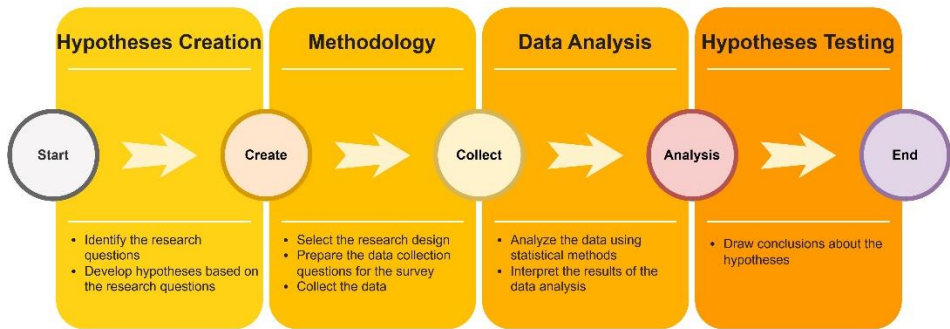 Hypotheses Creation
Methodology
Data Analysis
Hypotheses Testing
Start
Create
Collect
Analysis
End
• Identify the research
questions
• Develop hypotheses based on
the research questions
• Select the research design
• Prepare the data collection
questions for the survey
• Collect the data
• Analyze the data using
statistical methods
• Interpret the results of the
data analysis
• Draw conclusions about the
hypotheses